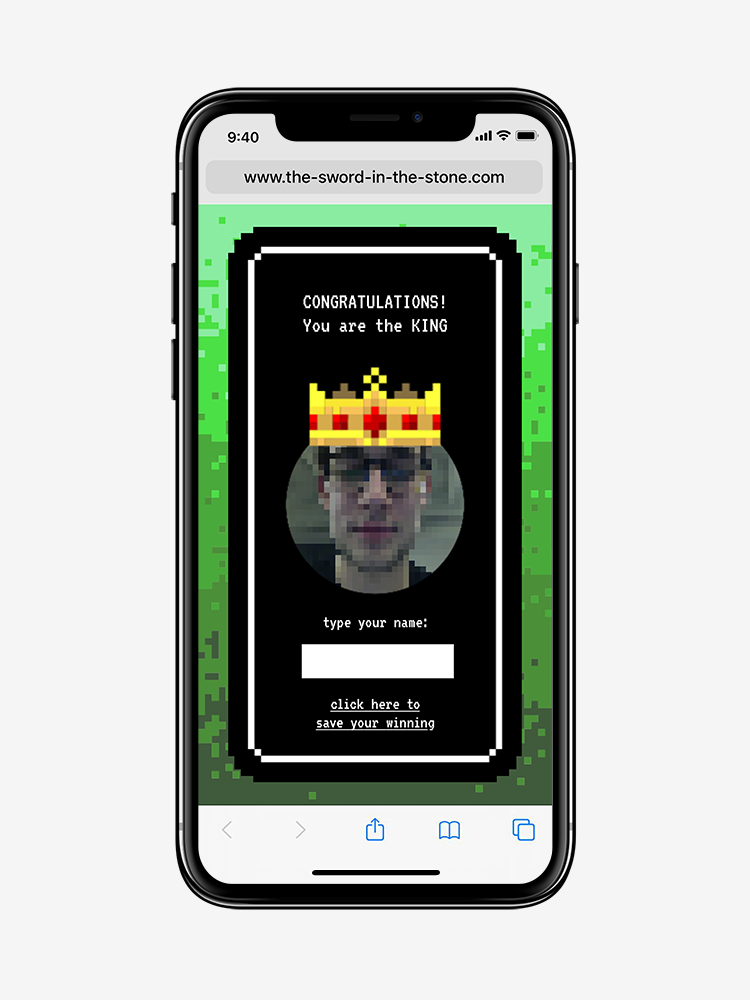 9:40
www.the-sword-in-the-stone.com
CONGRATULATIONS!
You are the KING
type your name:
click here to
save your winning